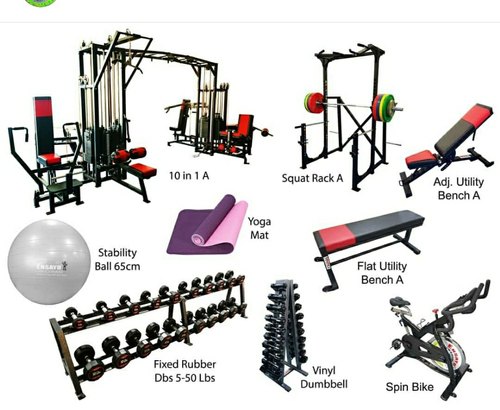 10 in 1 A
Squat Rack A
Adj. Utility
Bench A
Yoga
Mat
Stability
Ball 65cm
ENSAYO
Flat Utility
Bench A
Fixed Rubber
Dbs 5-50 Lbs
Vinyl
Dumbbell
Spin Bike